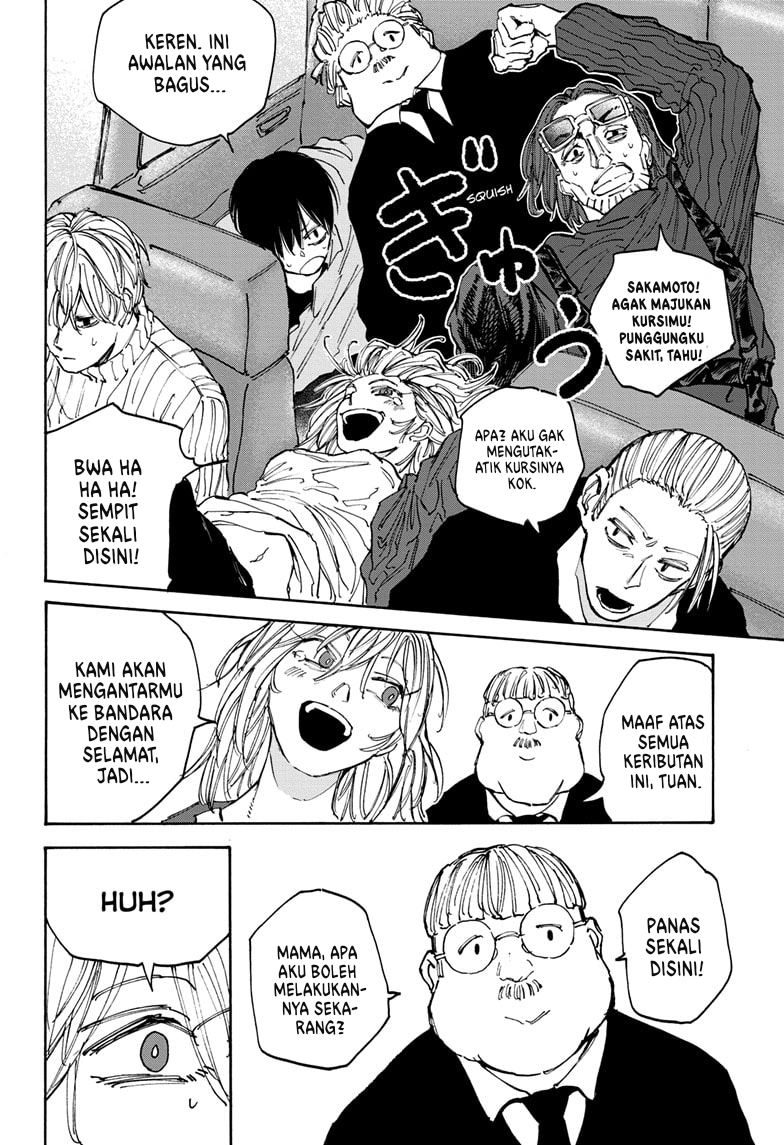 KEREN. INI
AWALAN YANG
BAGUS...
ぎゅう
SQUISH
SAKAMOTO!
AGAK MAJUKAN
KURSIMU!
PUNGGUNGKU
SAKIT, TAHU!
APA? AKU GAK
MENGUTAK-
ATIK KURSINYA
KOK.
BWA HA
HA HA!
SEMPIT
SEKALI
DISINI!
KAMI AKAN
MENGANTARMU
KE BANDARA
DENGAN
SELAMAT,
JADI...
MAAF ATAS
SEMUA
KERIBUTAN
INI, TUAN.
HUH?
MAMA, APA
AKU BOLEH
MELAKUKAN-
NYA SEKA-
RANG?
PANAS
SEKALI
DISINI!